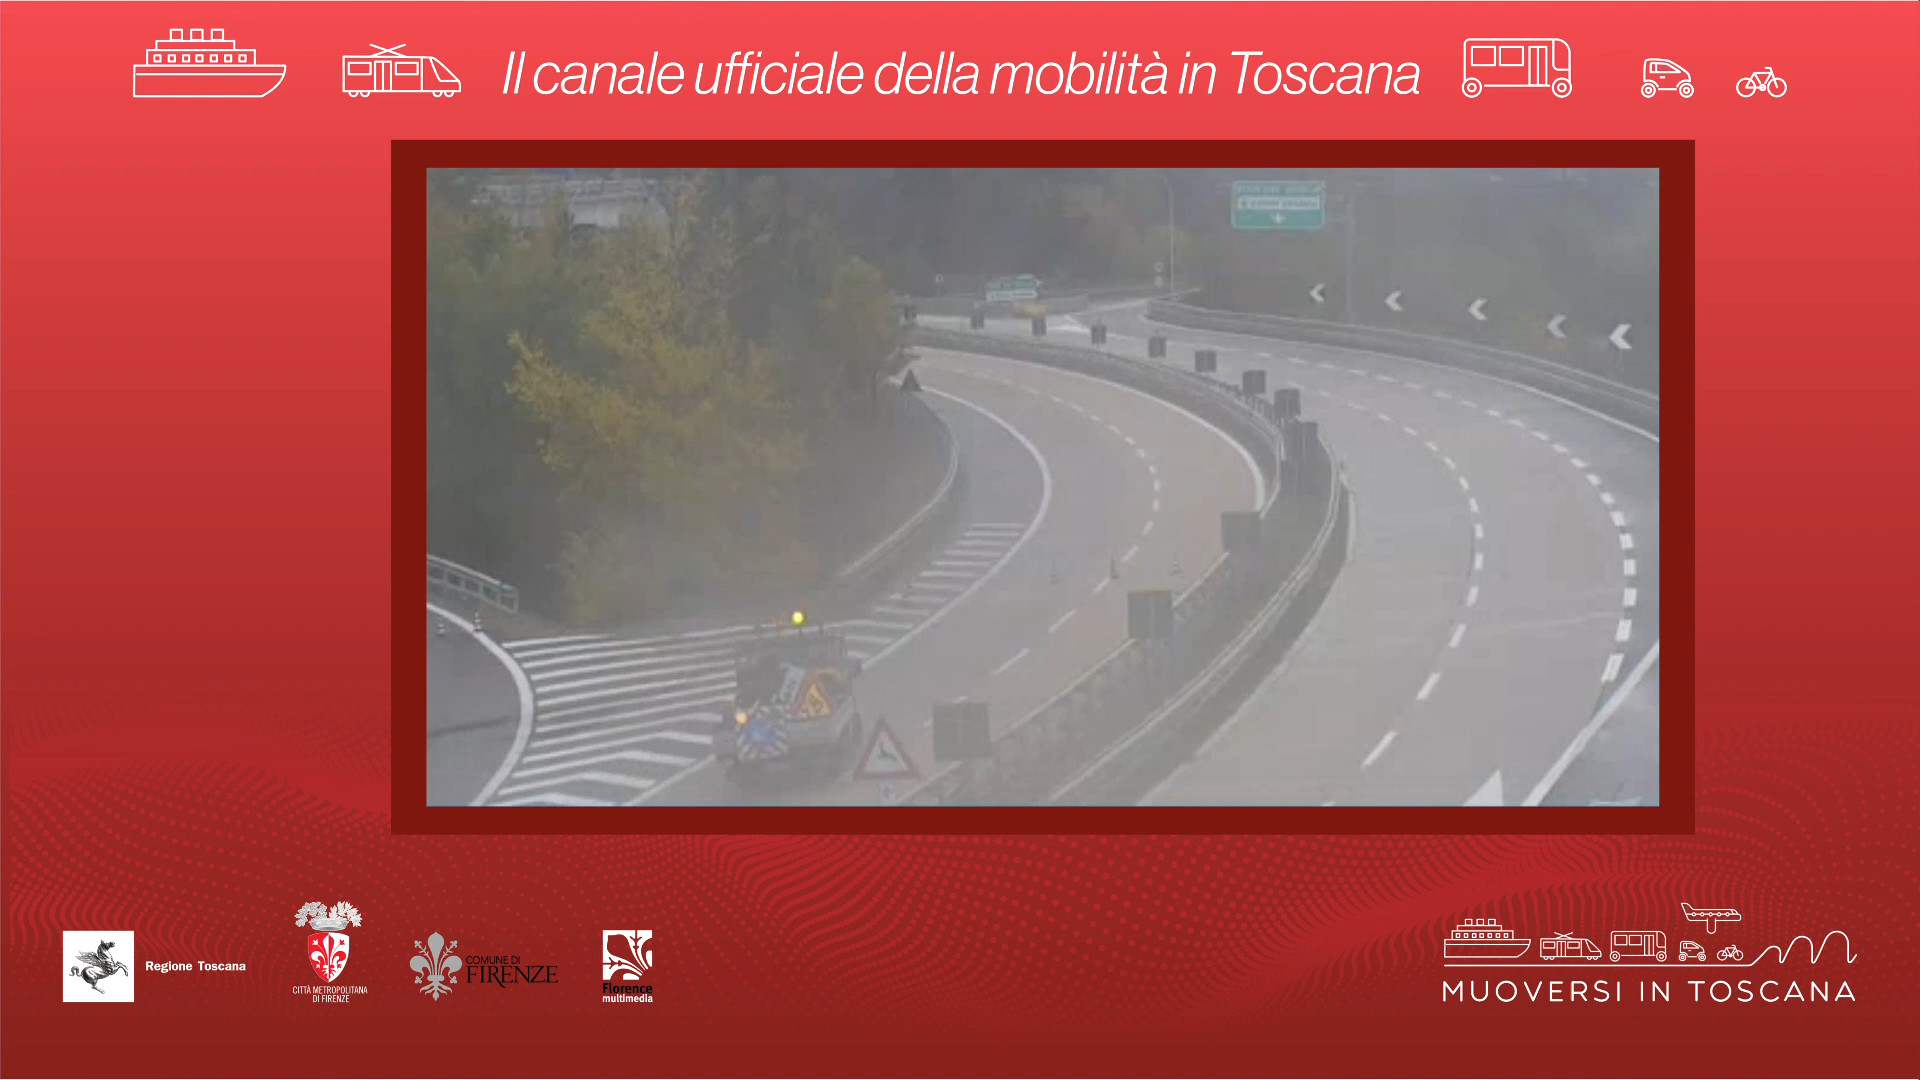 Il canale ufficiale della mobilità in Toscana
Regione Toscana
CITTÀ METROPOLITANA
DI FIRENZE
COMUNE DI
FIRENZE
Florence
multimedia
MUOVERSI IN TOSCANA